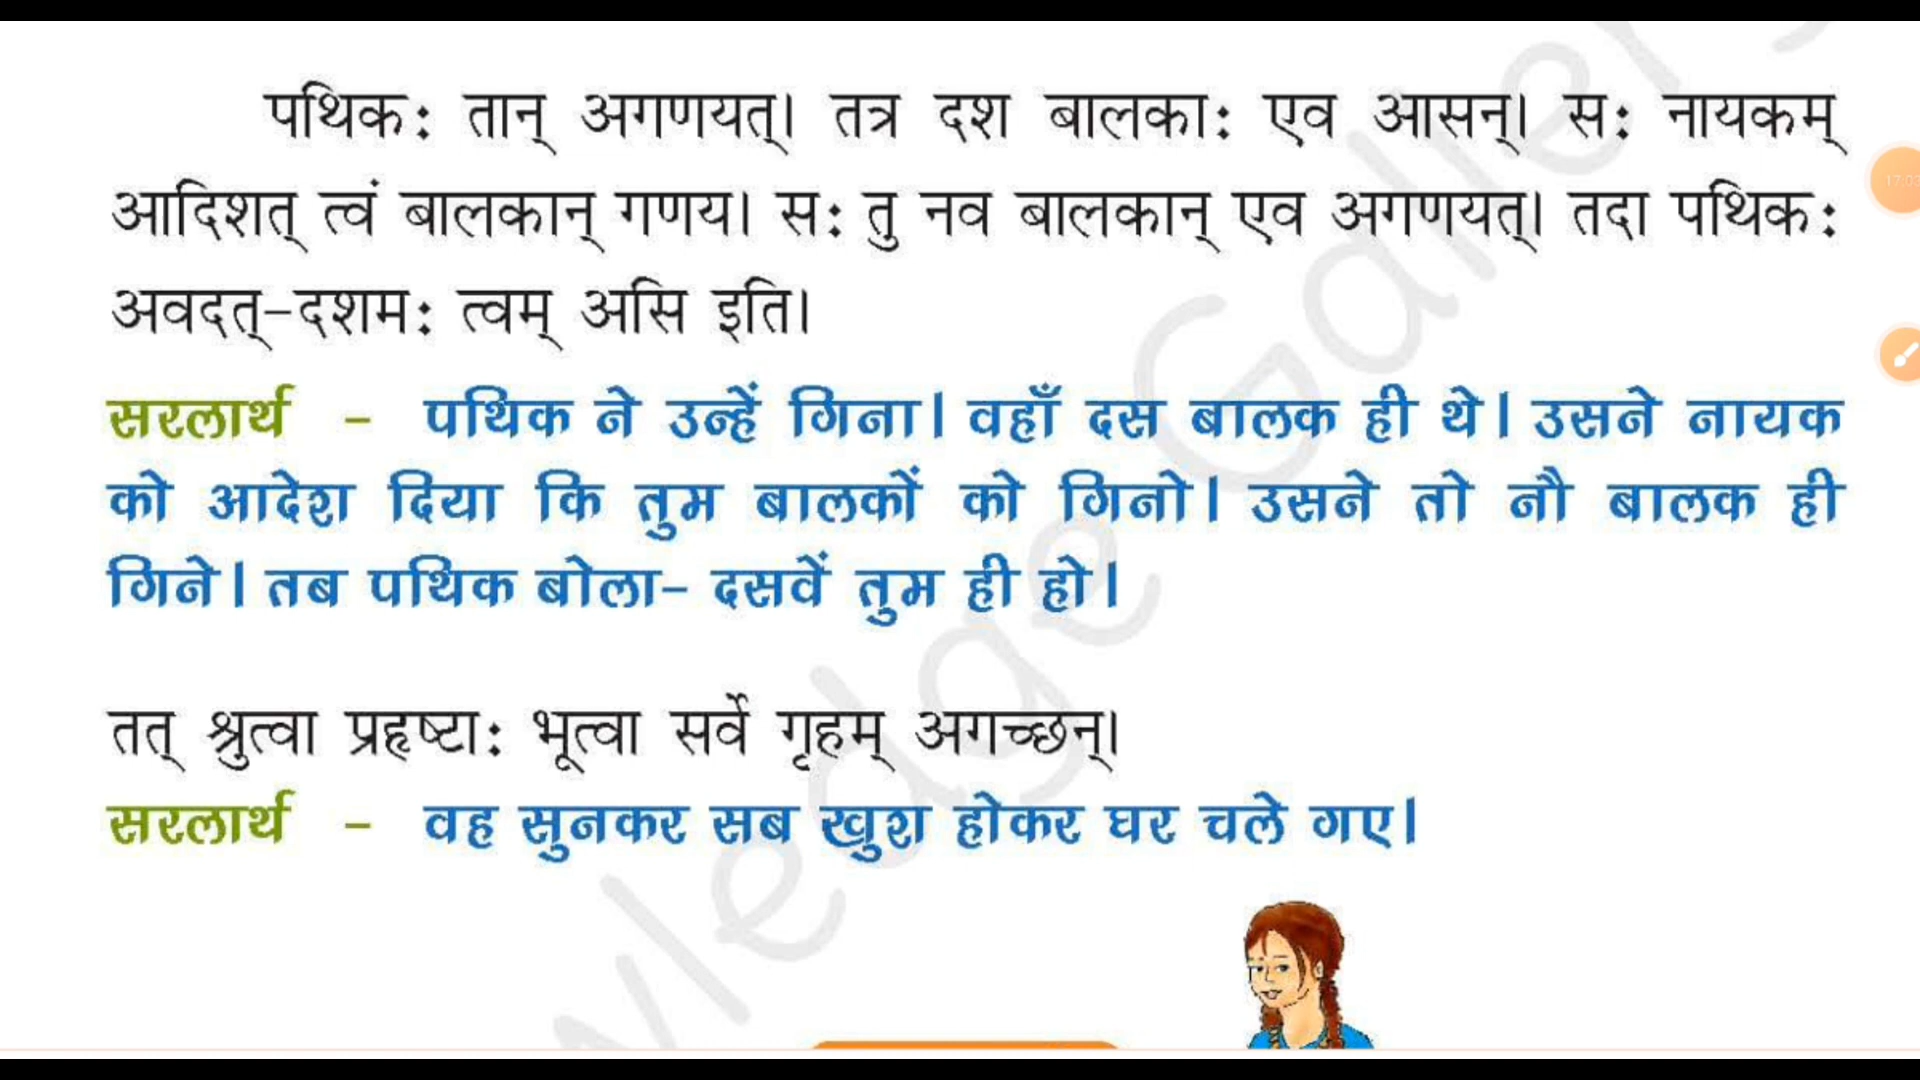 पथिकः तान् अगणयत्। तत्र दश बालकाः एव आसन्। सः नायकम्
आदिशत् त्वं बालकान् गणय। सः तु नव बालकान् एव अगणयत्। तदा पथिकः
अवदत्-दशमः त्वम् असि इति।
सरलार्थ - पथिक ने उन्हें गिना। वहाँ दस बालक ही थे। उसने नायक
को आदेश दिया कि तुम बालकों को गिनो। उसने तो नौ बालक ही
गिने। तब पथिक बोला- दसवें तुम ही हो।
तत् श्रुत्वा प्रहृष्टाः भूत्वा सर्वे गृहम् अगच्छन्।
सरलार्थ - वह सुनकर सब खुश होकर घर चले गए।